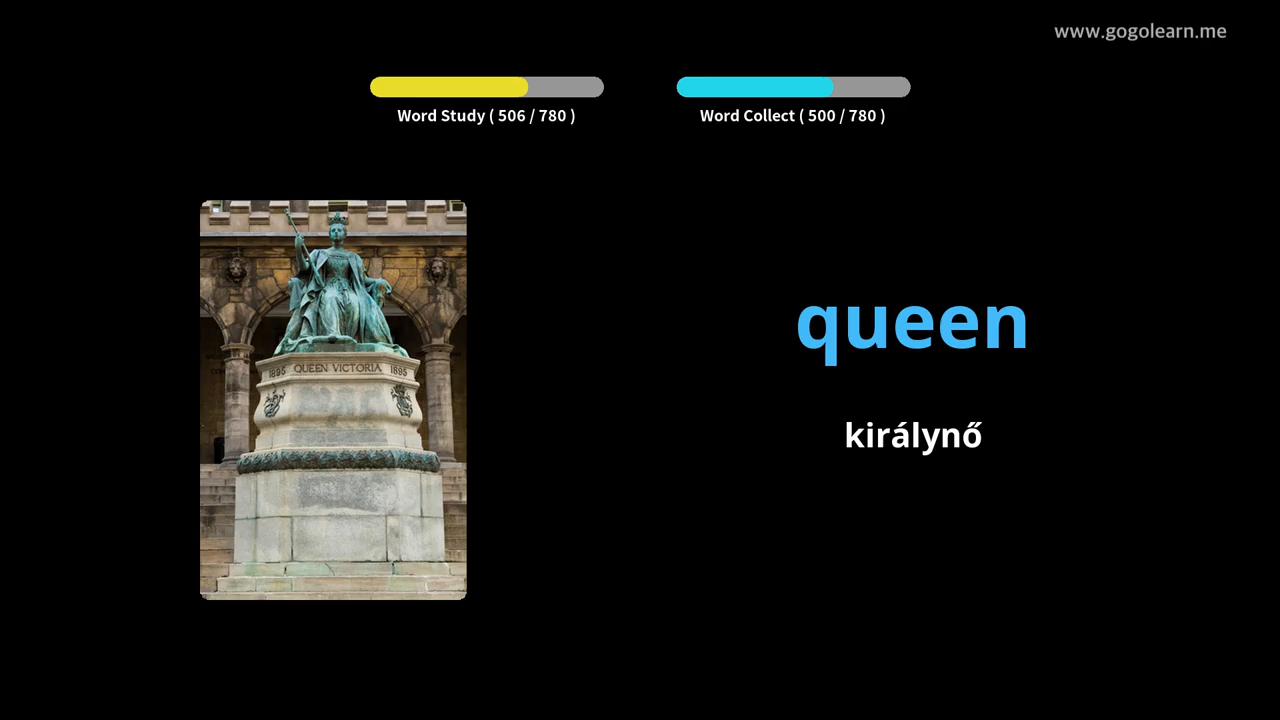 www.gogolearn.me
Word Study ( 506 / 780 )
Word Collect ( 500 / 780 )
1895 QUEEN VICTORIA 1895
queen
királynő